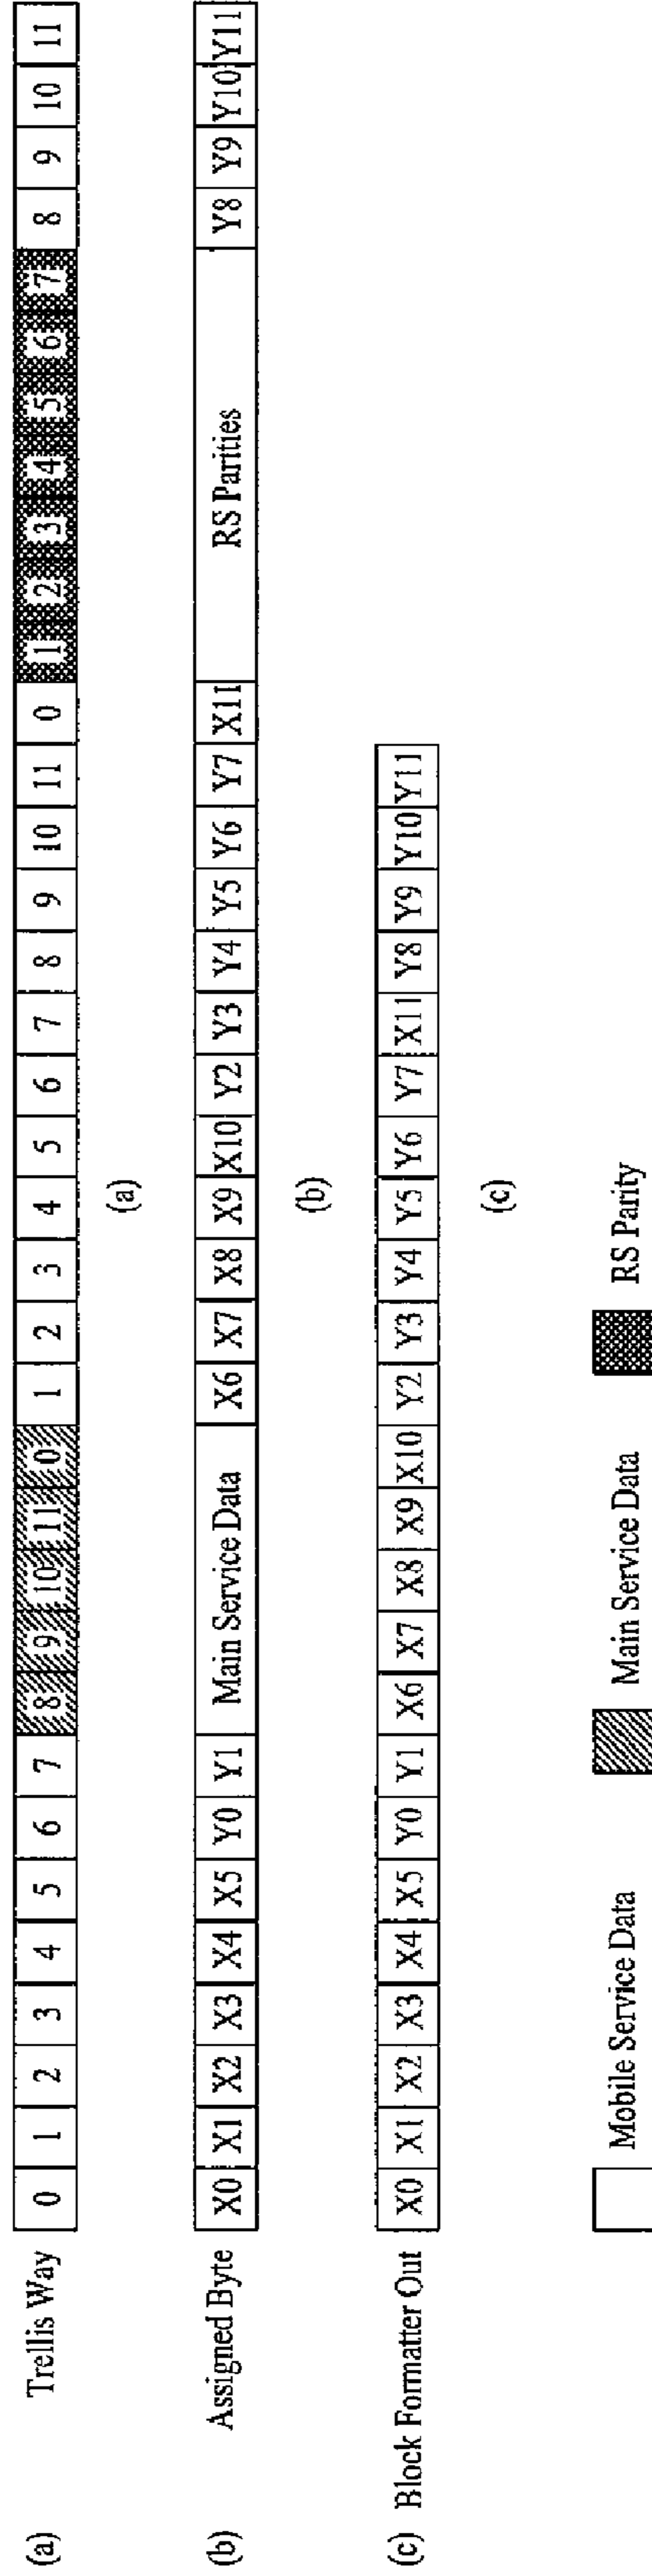 (a) Trellis Way 0 1 2 3 4 5 6 7 8 9 10 11 0 1 2 3 4 5 6 7 8 9 10 11 0 1 2 3 4 5 6 7 8 9 10 11
(a)
(b) Assigned Byte X0 X1 X2 X3 X4 X5 Y0 Y1 Main Service Data X6 X7 X8 X9 X10 Y2 Y3 Y4 Y5 Y6 Y7 X11 RS Parities Y8 Y9 Y10 Y11
(b)
(c) Block Formatter Out X0 X1 X2 X3 X4 X5 Y0 Y1 X6 X7 X8 X9 X10 Y2 Y3 Y4 Y5 Y6 Y7 X11 Y8 Y9 Y10 Y11
(c)
Mobile Service Data Main Service Data RS Parity